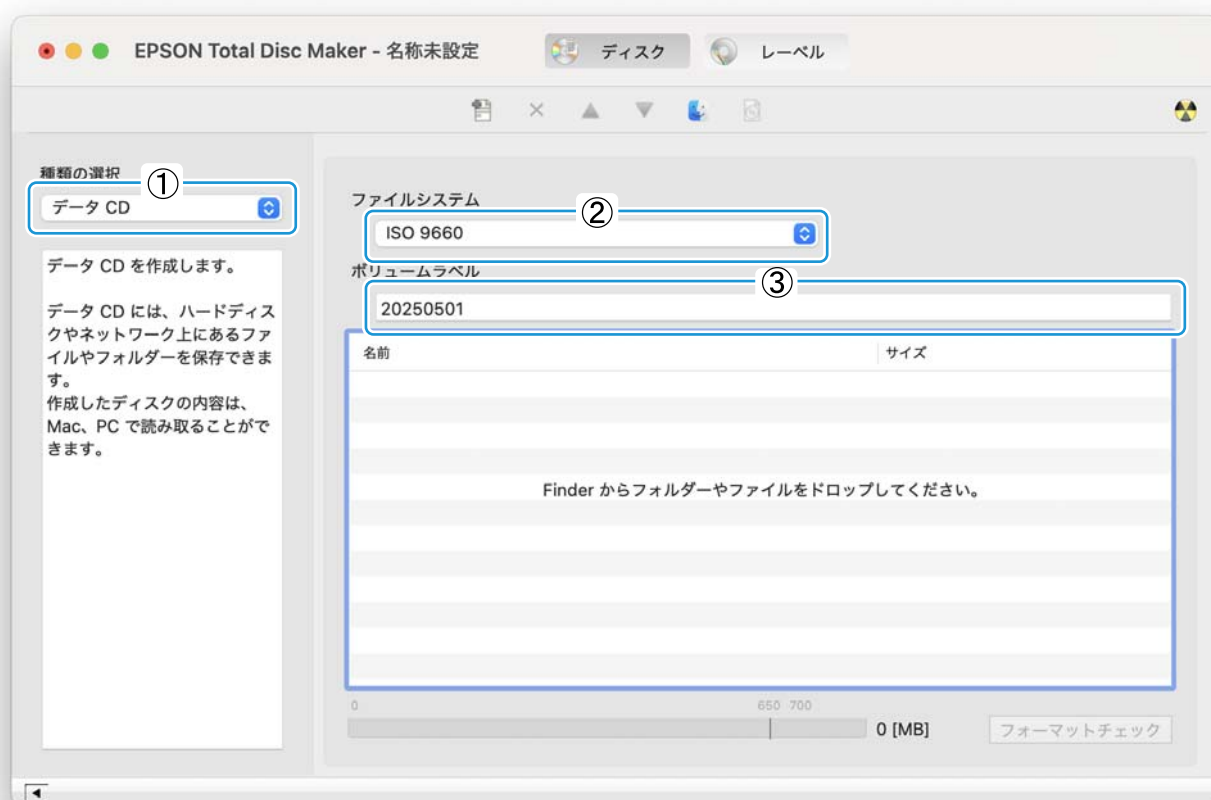 EPSON Total Disc Maker - 名称未設定
ディスク
レーベル
種類の選択
①
データ CD
データ CD を作成します。
データ CD には、ハードディス
クやネットワーク上にあるファ
イルやフォルダーを保存できま
す。
作成したディスクの内容は、
Mac、PC で読み取ることがで
きます。
ファイルシステム
②
ISO 9660
ボリュームラベル
③
20250501
名前
サイズ
Finder からフォルダーやファイルをドロップしてください。
0
650 700
0 [MB]
フォーマットチェック